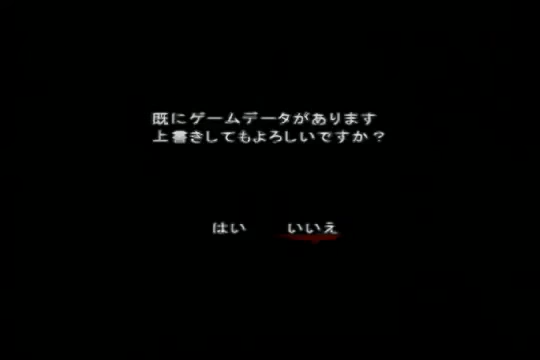 既にゲームデータがあります
上書きしてもよろしいですか？
はい　いいえ